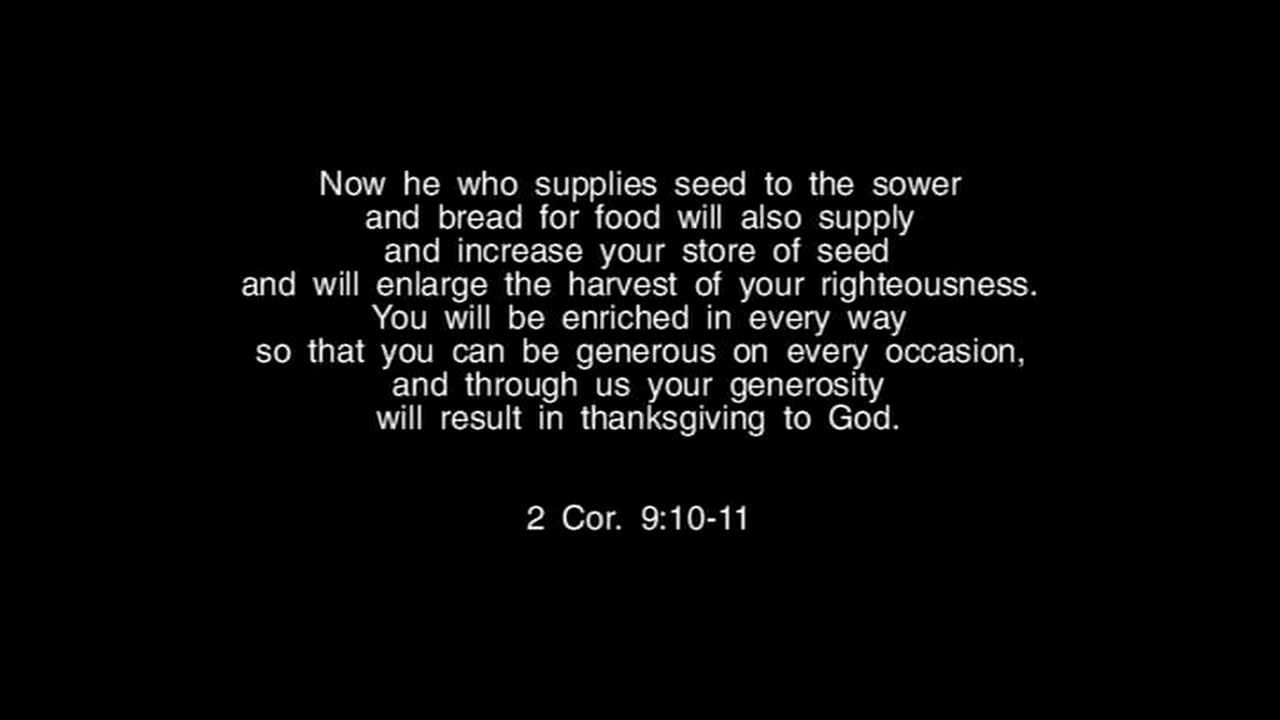 Now he who supplies seed to the sower
and bread for food will also supply
and increase your store of seed
and will enlarge the harvest of your righteousness.
You will be enriched in every way
so that you can be generous on every occasion,
and through us your generosity
will result in thanksgiving to God.
2 Cor. 9:10-11